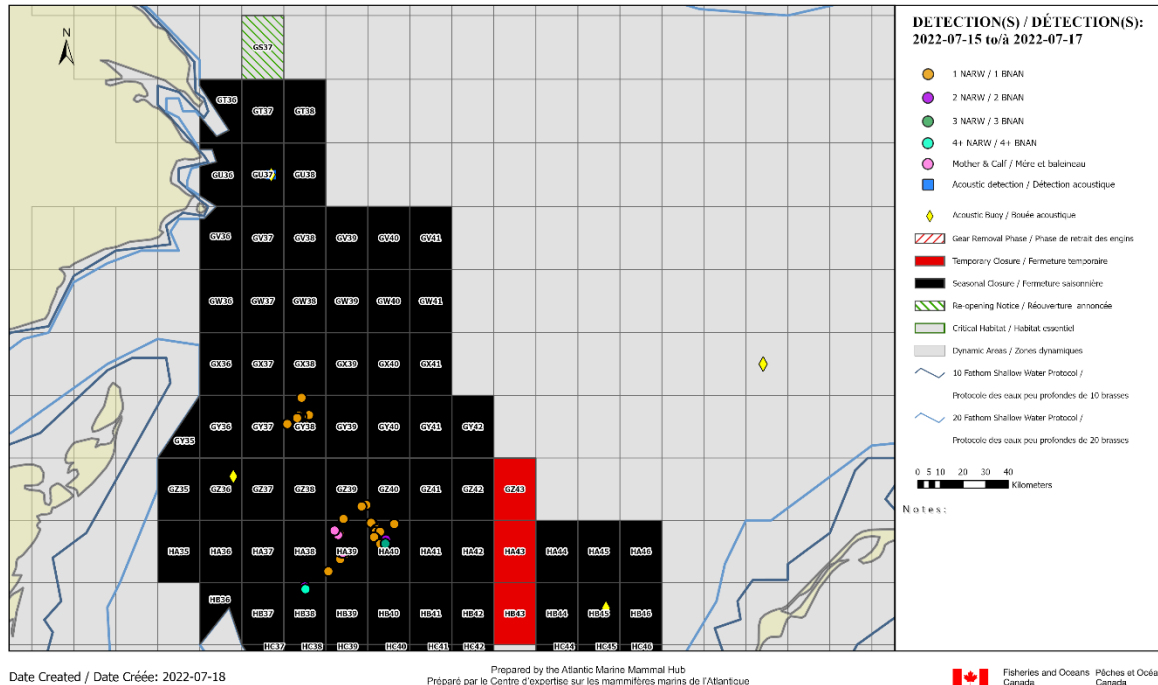 N
GS37
GT36 GT37 GT38
GU36 GU37 GU38
GV36 GV37 GV38 GV39 GV40 GV41
GW36 GW37 GW38 GW39 GW40 GW41
GX36 GX37 GX38 GX39 GX40 GX41
GY35 GY36 GY37 GY38 GY39 GY40 GY41 GY42
GZ35 GZ36 GZ37 GZ38 GZ39 GZ40 GZ41 GZ42 GZ43
HA35 HA36 HA37 HA38 HA39 HA40 HA41 HA42 HA43 HA44 HA45 HA46
HB36 HB37 HB38 HB39 HB40 HB41 HB42 HB43 HB44 HB45 HB46
HC37 HC38 HC39 HC40 HC41 HC42 HC44 HC45 HC46
DETECTION(S) / DÉTECTION(S):
2022-07-15 to/à 2022-07-17
1 NARW / 1 BNAN
2 NARW / 2 BNAN
3 NARW / 3 BNAN
4+ NARW / 4+ BNAN
Mother & Calf / Mère et baleineau
Acoustic detection / Détection acoustique
Acoustic Buoy / Bouée acoustique
Gear Removal Phase / Phase de retrait des engins
Temporary Closure / Fermeture temporaire
Seasonal Closure / Fermeture saisonnière
Re-opening Notice / Réouverture annoncée
Critical Habitat / Habitat essentiel
Dynamic Areas / Zones dynamiques
10 Fathom Shallow Water Protocol /
Protocole des eaux peu profondes de 10 brasses
20 Fathom Shallow Water Protocol /
Protocole des eaux peu profondes de 20 brasses
0 5 10 20 30 40
Kilometers
Notes:
Date Created / Date Créée: 2022-07-18
Prepared by the Atlantic Marine Mammal Hub
Préparé par le Centre d'expertise sur les mammifères marins de l'Atlantique
Fisheries and Oceans Pêches et Océa
Canada Canada